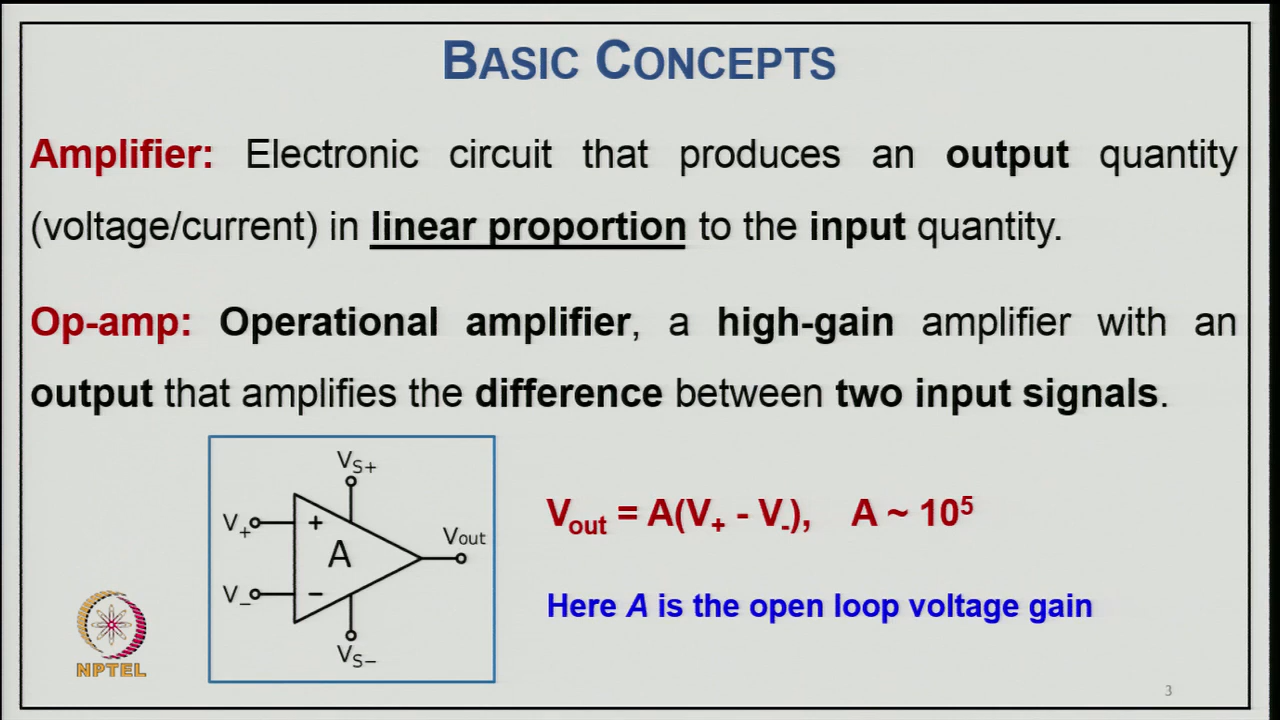 BASIC CONCEPTS
Amplifier: Electronic circuit that produces an output quantity
(voltage/current) in linear proportion to the input quantity.
Op-amp: Operational amplifier, a high-gain amplifier with an
output that amplifies the difference between two input signals.
VS+
V+
+
A
Vout
V−
−
VS−
Vout = A(V+ - V-), A ~ 10⁵
Here A is the open loop voltage gain
NPTEL
3